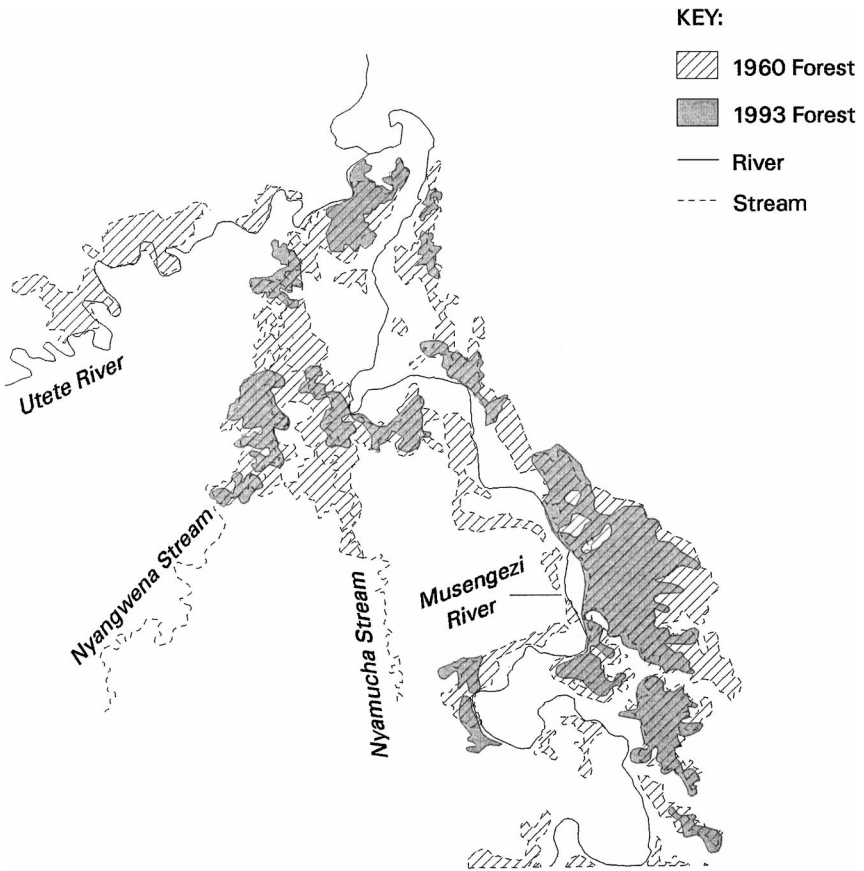 KEY:
1960 Forest
1993 Forest
River
Stream
Utete River
Nyangwena Stream
Nyamucha Stream
Musengezi
River